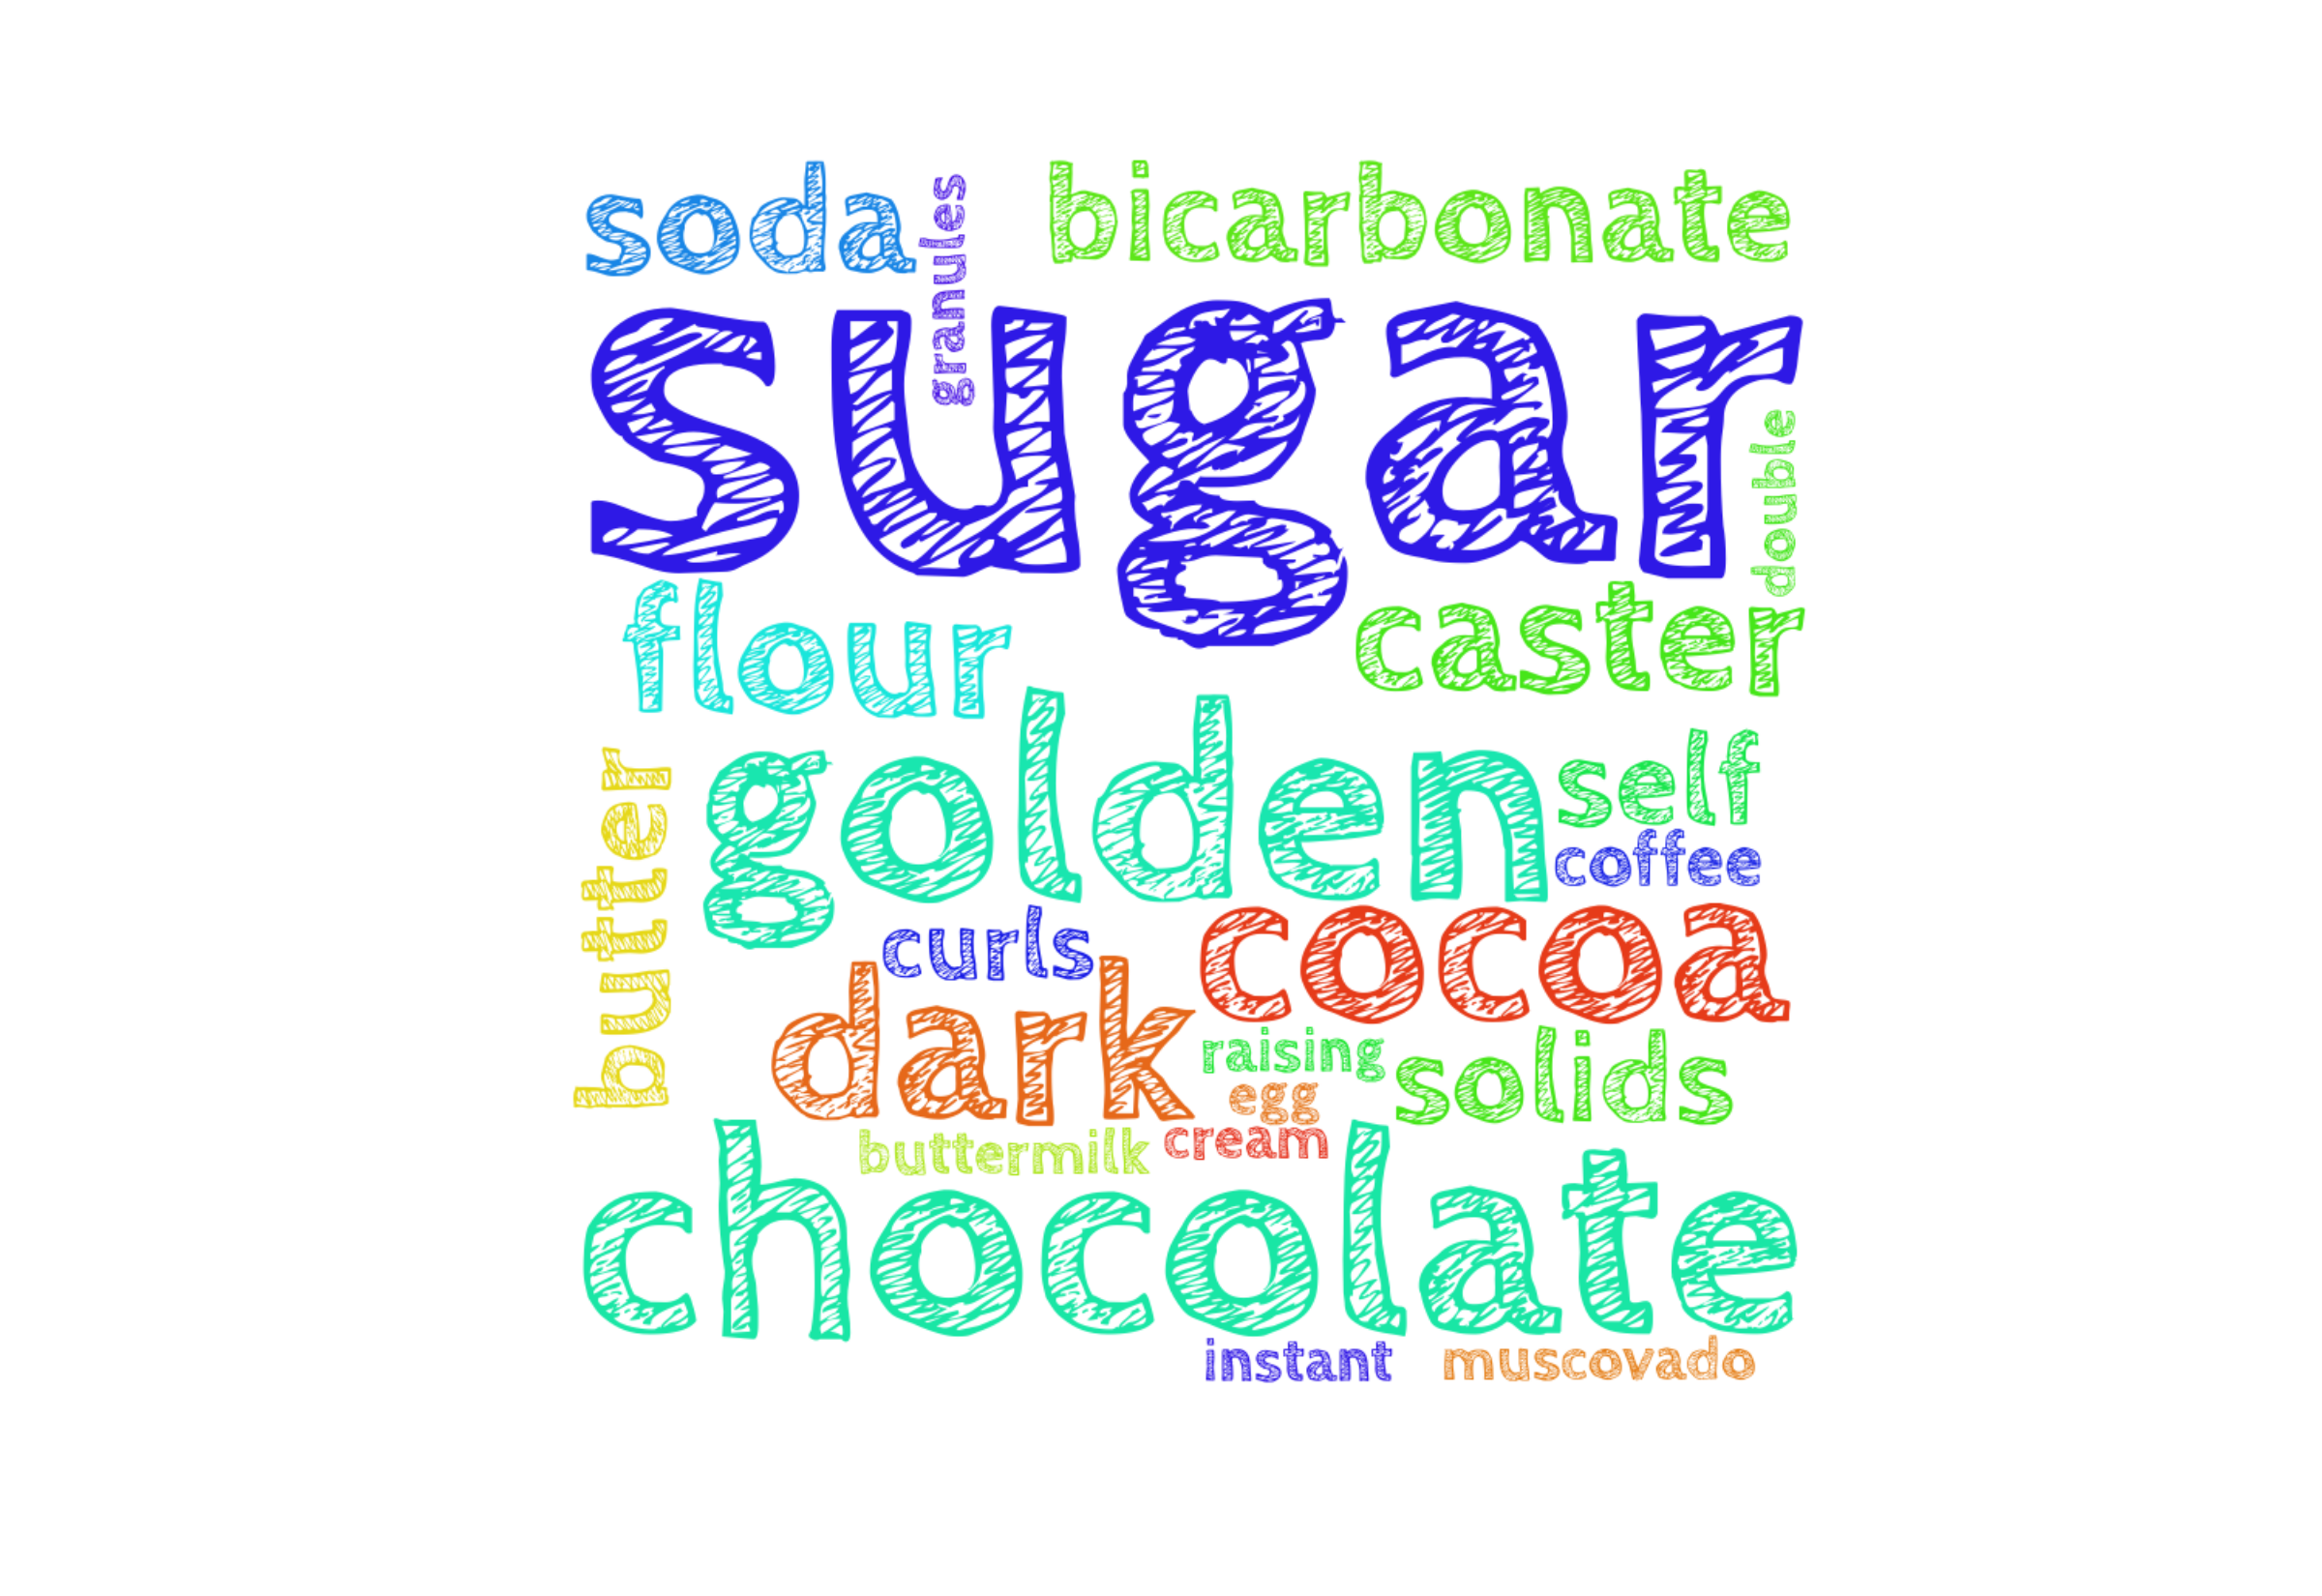 soda
granules
bicarbonate
sugar
double
flour
caster
butter
golden
self
coffee
curls
cocoa
dark
raising
solids
egg
buttermilk
cream
chocolate
instant
muscovado